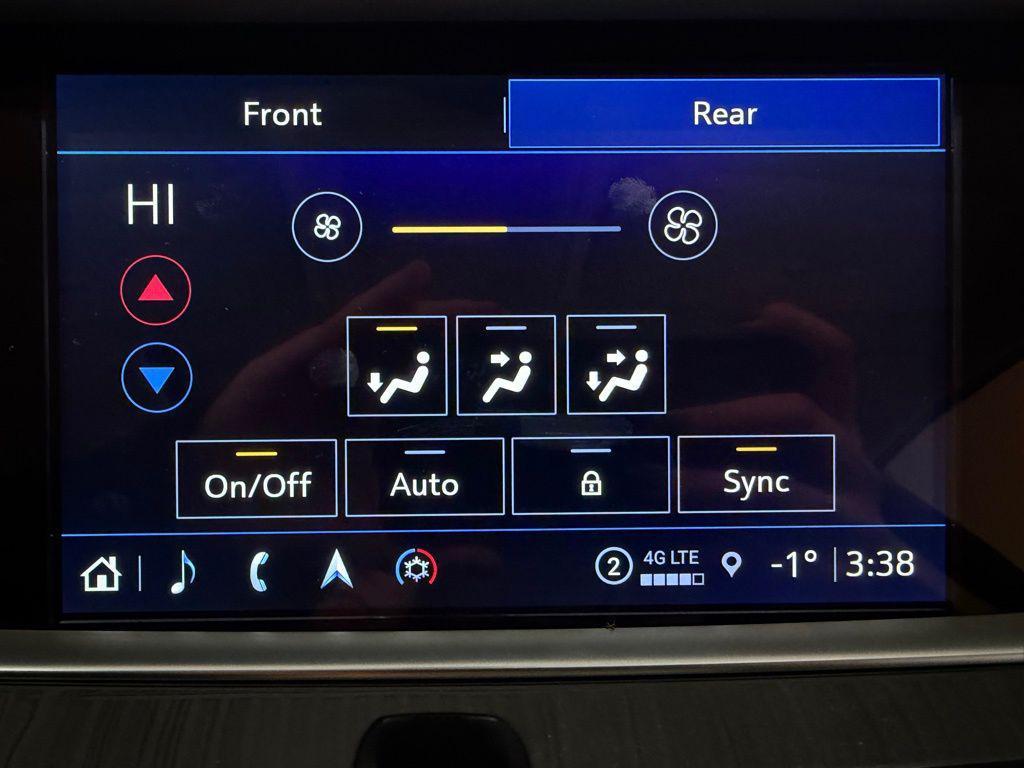 Front
Rear
HI
On/Off
Auto
Sync
2
4G LTE
-1°
3:38